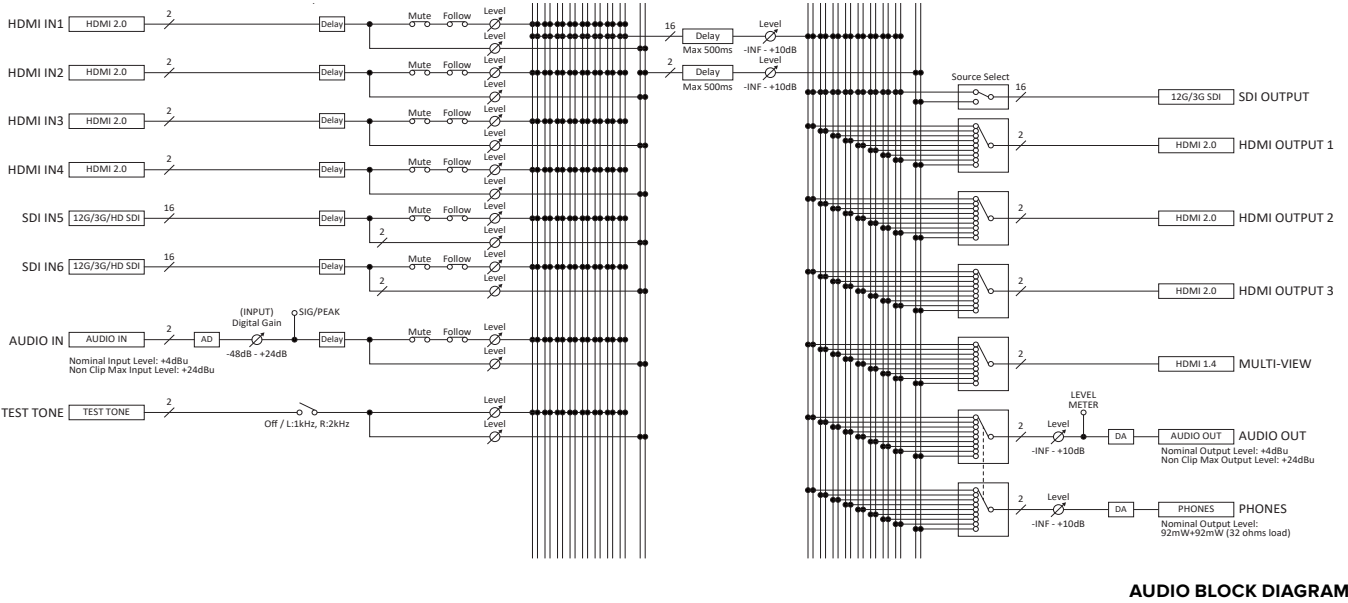 HDMI IN1 HDMI 2.0 2 Delay Mute Follow Level
Level
HDMI IN2 HDMI 2.0 2 Delay Mute Follow Level
Level
HDMI IN3 HDMI 2.0 2 Delay Mute Follow Level
Level
HDMI IN4 HDMI 2.0 2 Delay Mute Follow Level
Level
SDI IN5 12G/3G/HD SDI 16 Delay Mute Follow Level
2 Level
SDI IN6 12G/3G/HD SDI 16 Delay Mute Follow Level
2 Level
AUDIO IN AUDIO IN 2 AD (INPUT) Digital Gain SIG/PEAK Delay Mute Follow Level
-48dB - +24dB
Level
Nominal Input Level: +4dBu
Non Clip Max Input Level: +24dBu
TEST TONE TEST TONE 2 Level
Off / L:1kHz, R:2kHz
Level
16 Delay Level
Max 500ms -INF - +10dB
2 Delay Level
Max 500ms -INF - +10dB
Source Select
16 12G/3G SDI SDI OUTPUT
2 HDMI 2.0 HDMI OUTPUT 1
2 HDMI 2.0 HDMI OUTPUT 2
2 HDMI 2.0 HDMI OUTPUT 3
2 HDMI 1.4 MULTI-VIEW
LEVEL
METER
2 Level DA AUDIO OUT AUDIO OUT
-INF - +10dB
Nominal Output Level: +4dBu
Non Clip Max Output Level: +24dBu
2 Level DA PHONES PHONES
-INF - +10dB
Nominal Output Level:
92mW+92mW (32 ohms load)
AUDIO BLOCK DIAGRAM